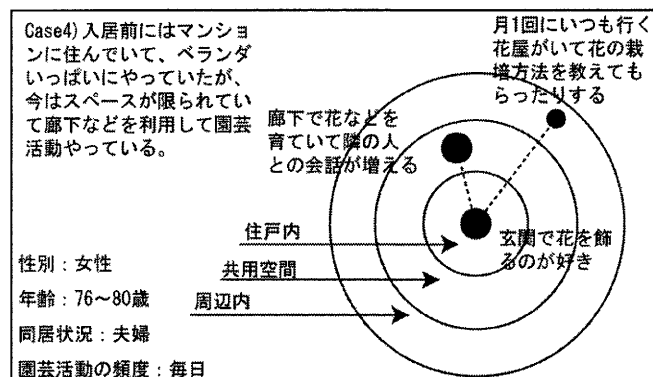 Case4)入居前にはマンショ
ンに住んでいて、ベランダ
いっぱいにやっていたが、
今はスペースが限られてい
て廊下などを利用して園芸
活動やっている。
月1回にいつも行く
花屋がいて花の栽
培方法を教えても
らったりする
廊下で花などを
育ていて隣の人
との会話が増える
玄関で花を飾
るのが好き
住戸内
共用空間
周辺内
性別：女性
年齢：76～80歳
同居状況：夫婦
園芸活動の頻度：毎日